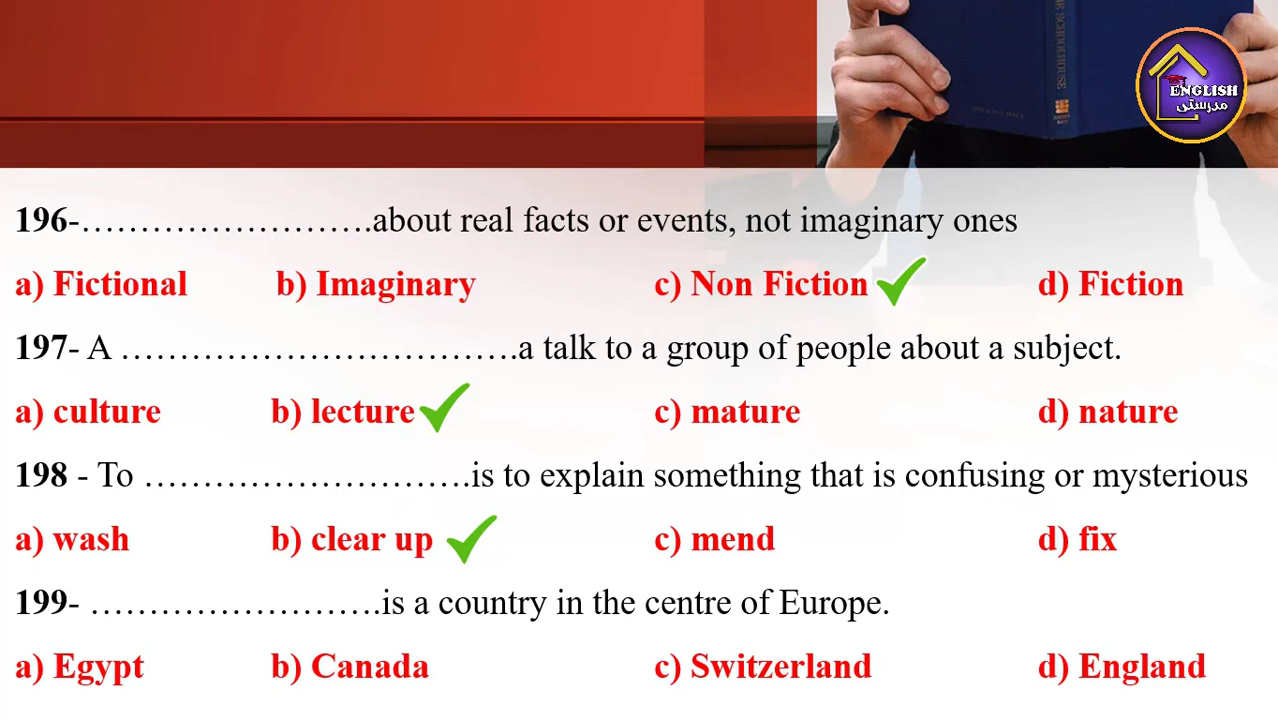 ENGLISH
مدرستي
196-……………………….about real facts or events, not imaginary ones
a) Fictional b) Imaginary c) Non Fiction d) Fiction
197- A …………………………….a talk to a group of people about a subject.
a) culture b) lecture c) mature d) nature
198 - To ……………………….is to explain something that is confusing or mysterious
a) wash b) clear up c) mend d) fix
199- …………………….is a country in the centre of Europe.
a) Egypt b) Canada c) Switzerland d) England